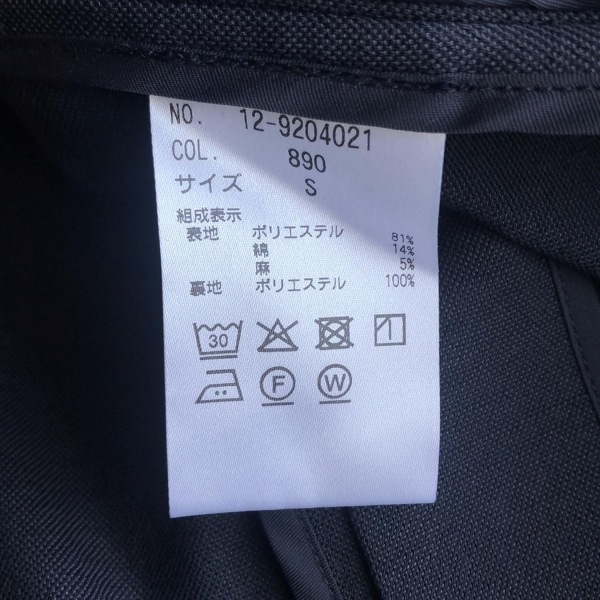 NO. 12-9204021
COL. 890
サイズ S
組成表示
表地 ポリエステル 81%
綿 14%
麻 5%
裏地 ポリエステル 100%
30
F W